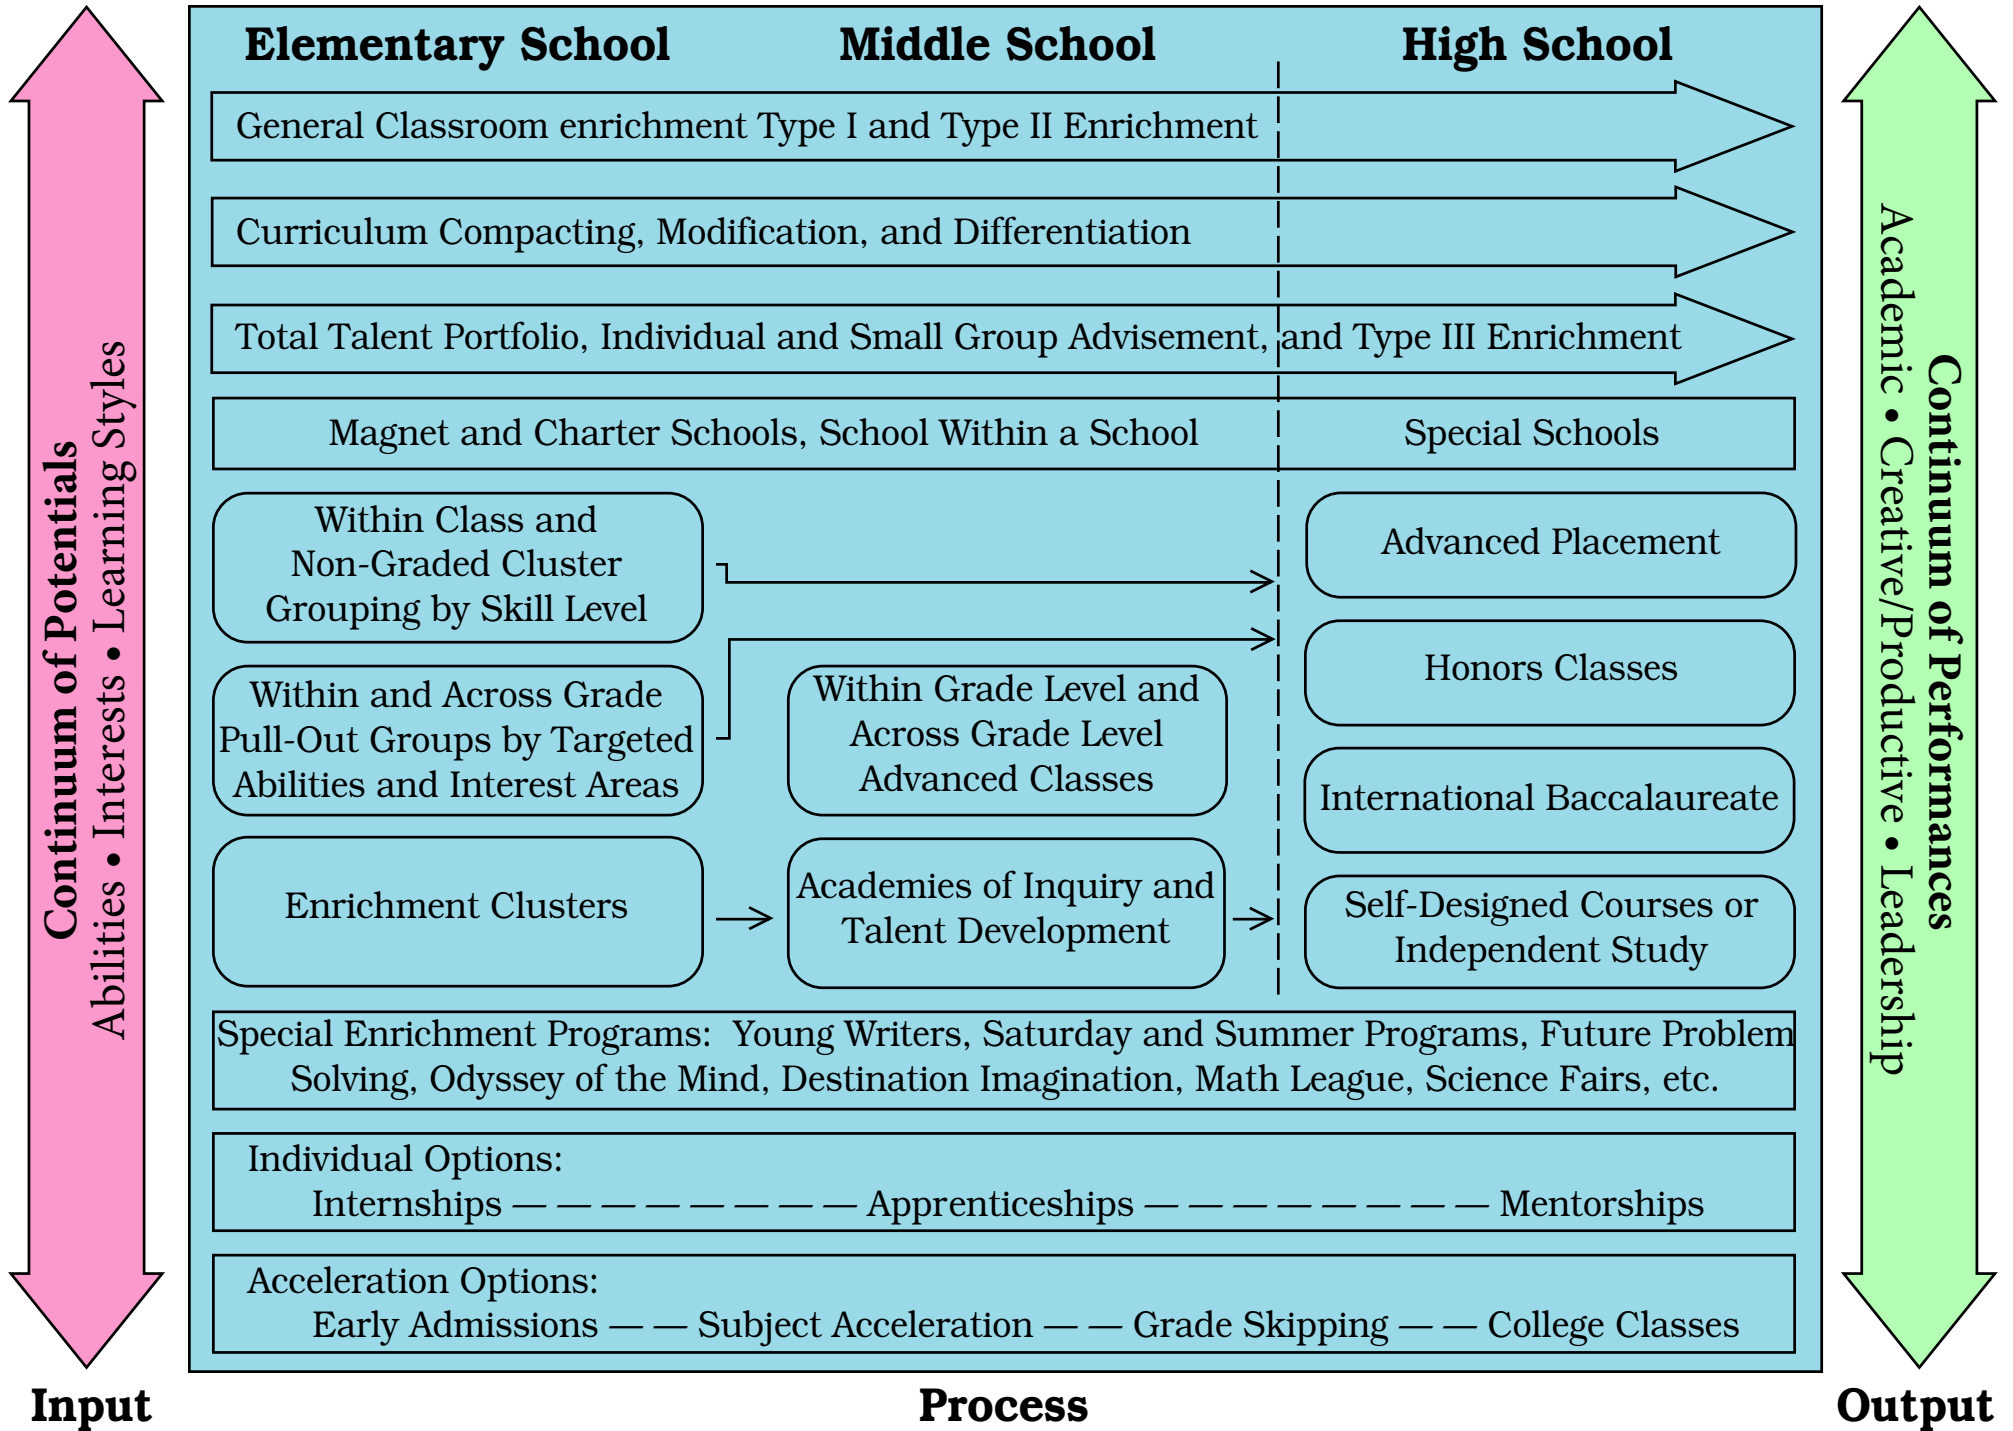 Elementary School
Middle School
High School
General Classroom enrichment Type I and Type II Enrichment
Curriculum Compacting, Modification, and Differentiation
Total Talent Portfolio, Individual and Small Group Advisement, and Type III Enrichment
Magnet and Charter Schools, School Within a School
Special Schools
Within Class and
Non-Graded Cluster
Grouping by Skill Level
Within and Across Grade
Pull-Out Groups by Targeted
Abilities and Interest Areas
Enrichment Clusters
Within Grade Level and
Across Grade Level
Advanced Classes
Academies of Inquiry and
Talent Development
Advanced Placement
Honors Classes
International Baccalaureate
Self-Designed Courses or
Independent Study
Special Enrichment Programs: Young Writers, Saturday and Summer Programs, Future Problem
Solving, Odyssey of the Mind, Destination Imagination, Math League, Science Fairs, etc.
Individual Options:
Internships — — — — — — — — Apprenticeships — — — — — — — — Mentorships
Acceleration Options:
Early Admissions — — Subject Acceleration — — Grade Skipping — — College Classes
Continuum of Potentials
Abilities • Interests • Learning Styles
Continuum of Performances
Academic • Creative/Productive • Leadership
Input
Process
Output